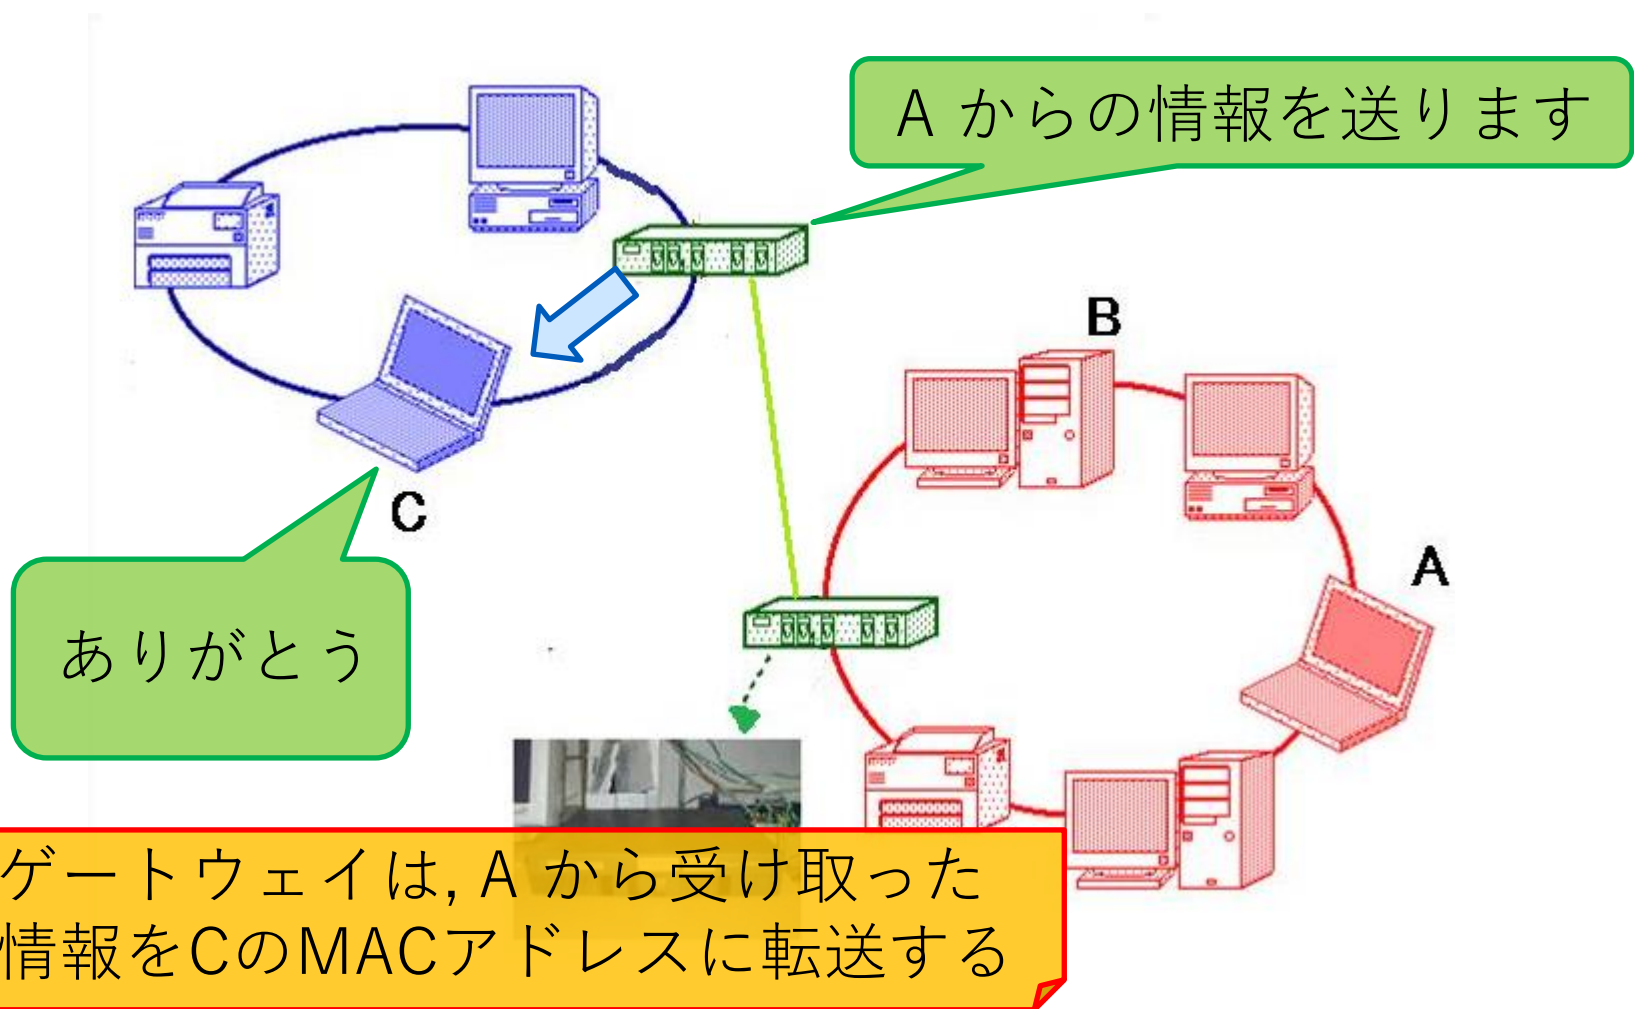 A からの情報を送ります
B
A
C
ありがとう
ゲートウェイは, A から受け取った
情報をCのMACアドレスに転送する